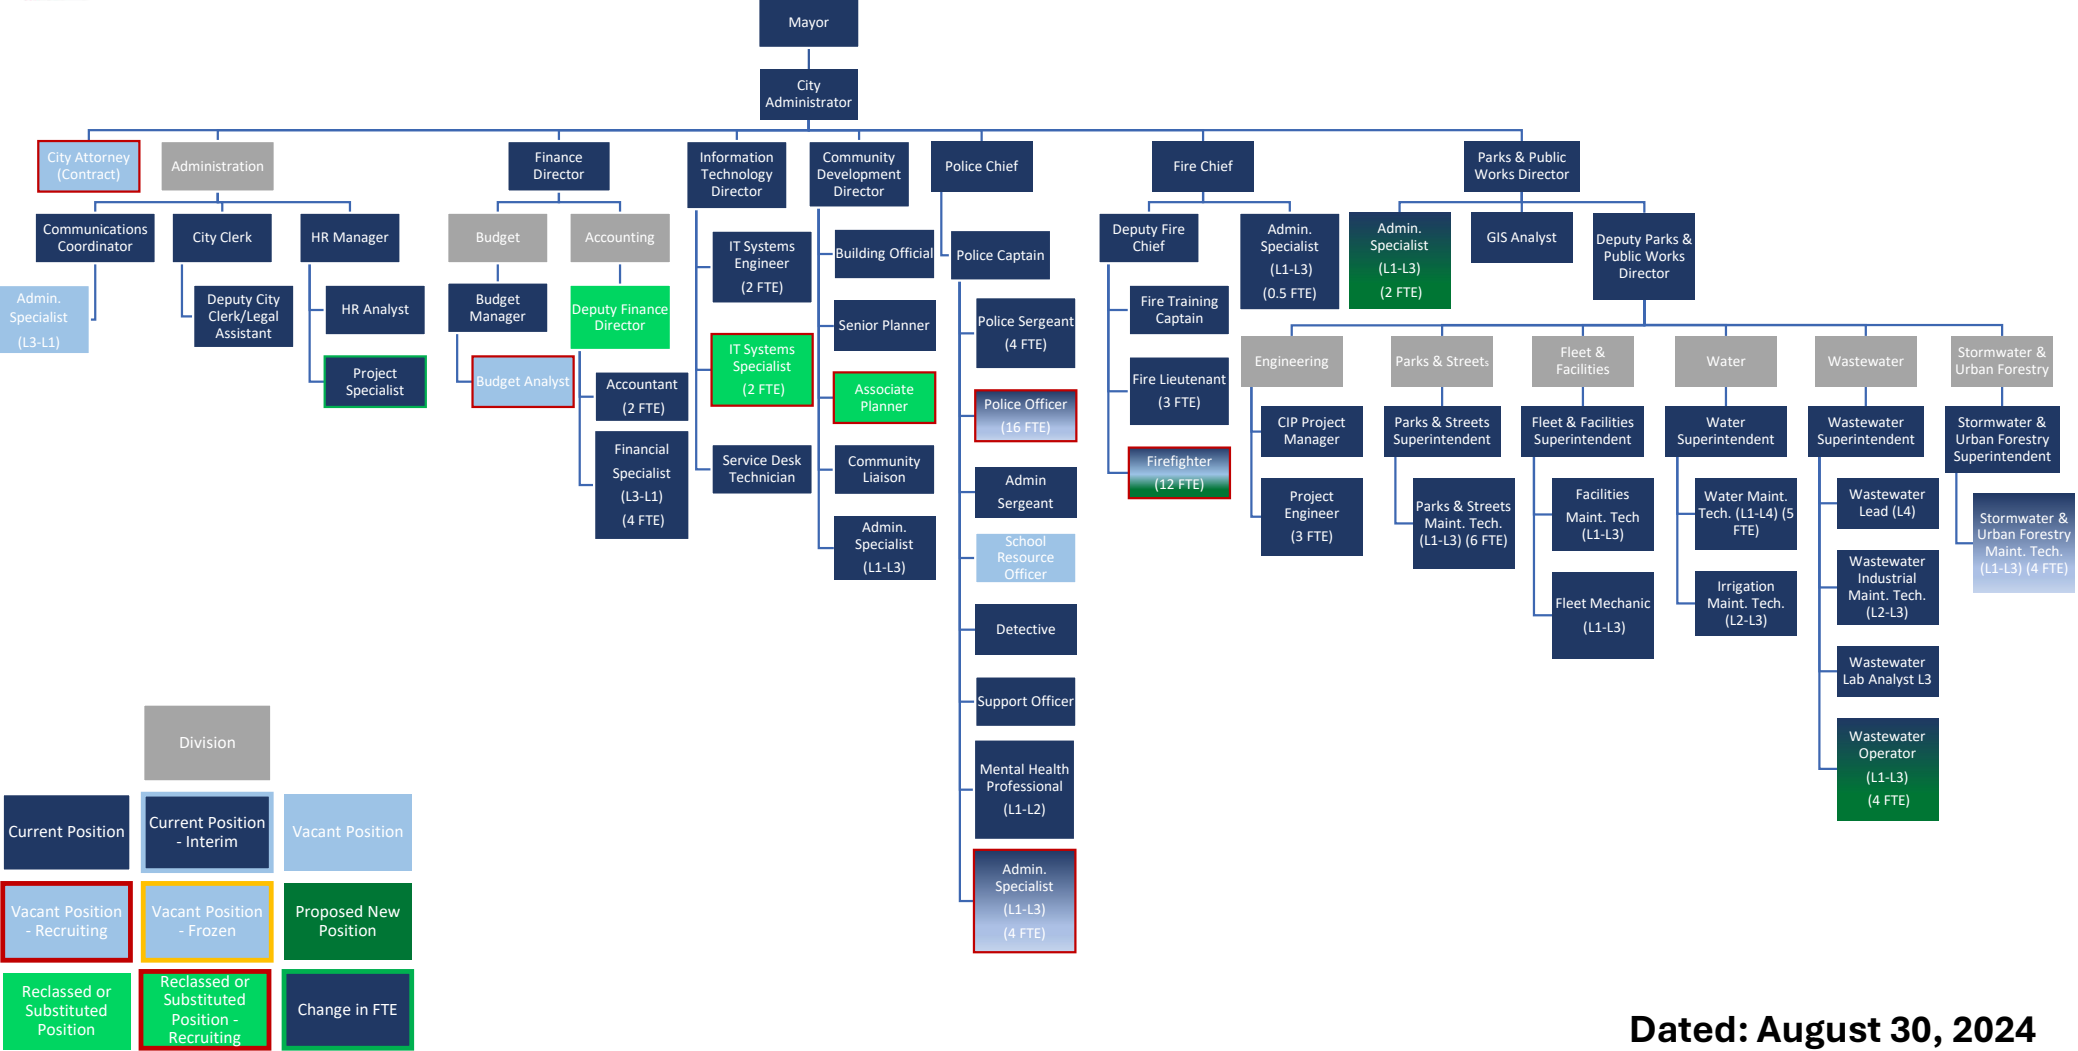 Mayor
City
Administrator
City Attorney
(Contract)
Administration
Finance
Director
Information
Technology
Director
Community
Development
Director
Police Chief
Fire Chief
Parks & Public
Works Director
Communications
Coordinator
City Clerk
HR Manager
Budget
Accounting
IT Systems
Engineer
(2 FTE)
Building Official
Police Captain
Deputy Fire
Chief
Admin.
Specialist
(L1-L3)
(0.5 FTE)
Admin.
Specialist
(L1-L3)
(2 FTE)
GIS Analyst
Deputy Parks &
Public Works
Director
Admin.
Specialist
(L3-L1)
Deputy City
Clerk/Legal
Assistant
HR Analyst
Project
Specialist
Budget
Manager
Budget Analyst
Deputy Finance
Director
Accountant
(2 FTE)
Financial
Specialist
(L3-L1)
(4 FTE)
IT Systems
Specialist
(2 FTE)
Service Desk
Technician
Senior Planner
Associate
Planner
Community
Liaison
Admin.
Specialist
(L1-L3)
Police Sergeant
(4 FTE)
Police Officer
(16 FTE)
Admin
Sergeant
School
Resource
Officer
Detective
Support Officer
Mental Health
Professional
(L1-L2)
Admin.
Specialist
(L1-L3)
(4 FTE)
Fire Training
Captain
Fire Lieutenant
(3 FTE)
Firefighter
(12 FTE)
Engineering
Parks & Streets
Fleet &
Facilities
Water
Wastewater
Stormwater &
Urban Forestry
CIP Project
Manager
Project
Engineer
(3 FTE)
Parks & Streets
Superintendent
Parks & Streets
Maint. Tech.
(L1-L3) (6 FTE)
Fleet & Facilities
Superintendent
Facilities
Maint. Tech
(L1-L3)
Fleet Mechanic
(L1-L3)
Water
Superintendent
Water Maint.
Tech. (L1-L4) (5
FTE)
Irrigation
Maint. Tech.
(L2-L3)
Wastewater
Superintendent
Wastewater
Lead (L4)
Wastewater
Industrial
Maint. Tech.
(L2-L3)
Wastewater
Lab Analyst L3
Wastewater
Operator
(L1-L3)
(4 FTE)
Stormwater &
Urban Forestry
Superintendent
Stormwater &
Urban Forestry
Maint. Tech.
(L1-L3) (4 FTE)
Division
Current Position
Current Position
- Interim
Vacant Position
Vacant Position
- Recruiting
Vacant Position
- Frozen
Proposed New
Position
Reclassed or
Substituted
Position
Reclassed or
Substituted
Position -
Recruiting
Change in FTE
Dated: August 30, 2024